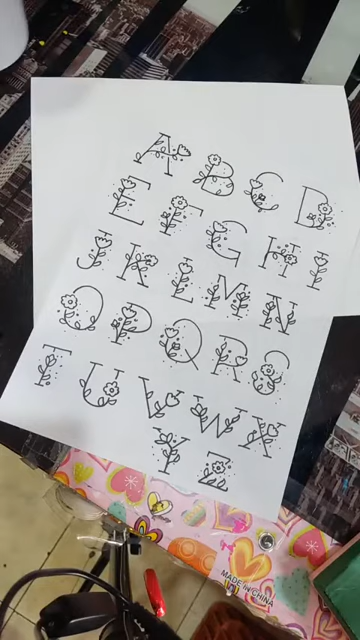 A B C D
E F G H I
J K L M N
O P Q R S
T U V W X
Y Z
MADE IN CHINA